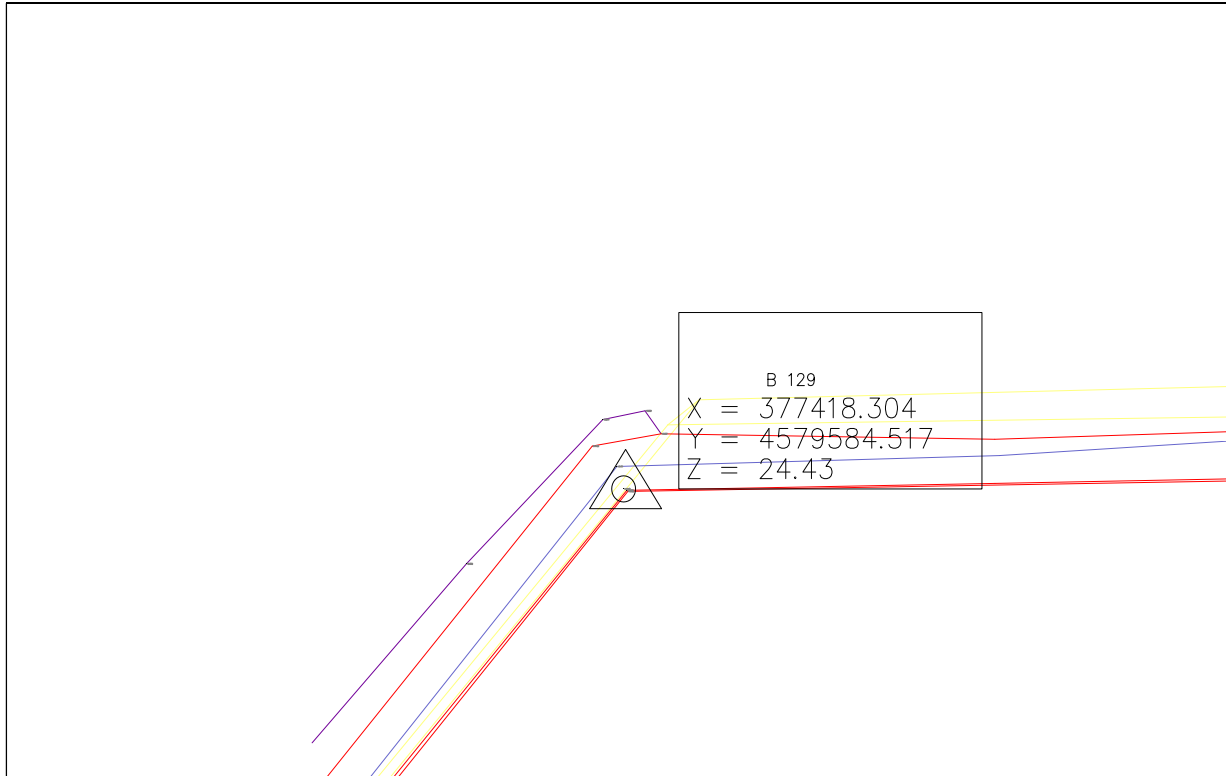 B 129
X = 377418.304
Y = 4579584.517
Z = 24.43